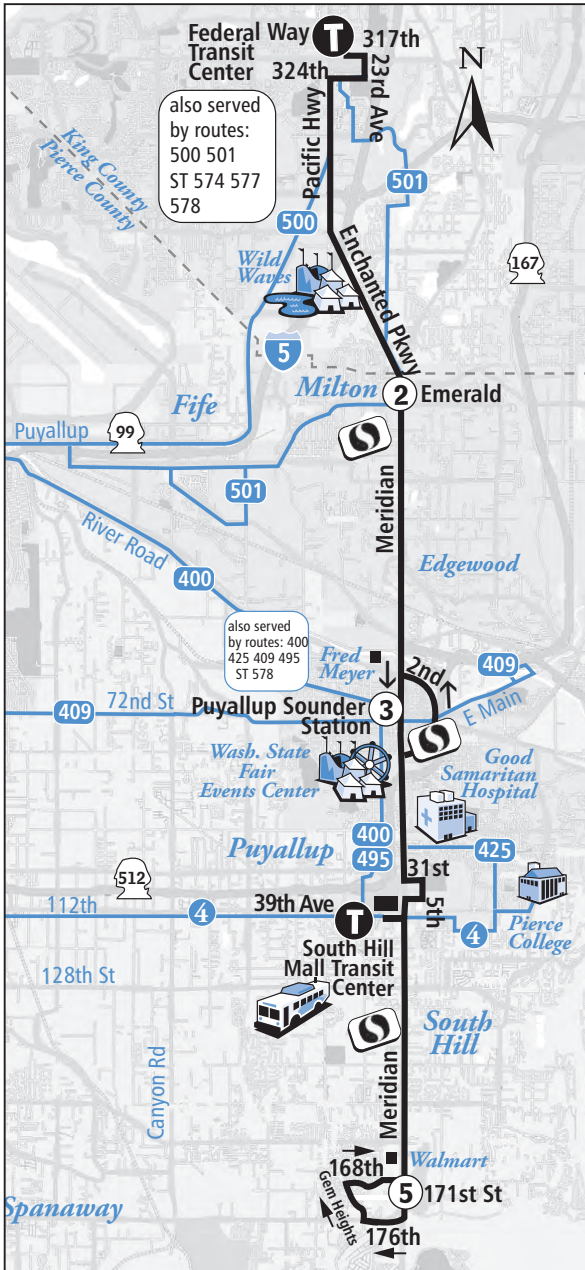 Federal Way
Transit
Center
T
317th
324th
23rd Ave
N
also served
by routes:
500 501
ST 574 577
578
Pacific Hwy
King County
Pierce County
501
500
Wild
Waves
167
Enchanted Pkwy
5
Fife
Milton
2
Emerald
Puyallup
99
501
Meridian
River Road
400
Edgewood
also served
by routes: 400
425 409 495
ST 578
Fred
Meyer
2nd
409
72nd St
409
Puyallup Sounder
Station
3
E Main
Wash. State
Fair
Events Center
Good
Samaritan
Hospital
Puyallup
400
495
425
31st
512
39th Ave
5th
112th
4
T
4
Pierce
College
South Hill
Mall Transit
Center
128th St
South
Hill
Canyon Rd
Meridian
168th
Walmart
5
171st St
Gem Heights
176th
Spanaway